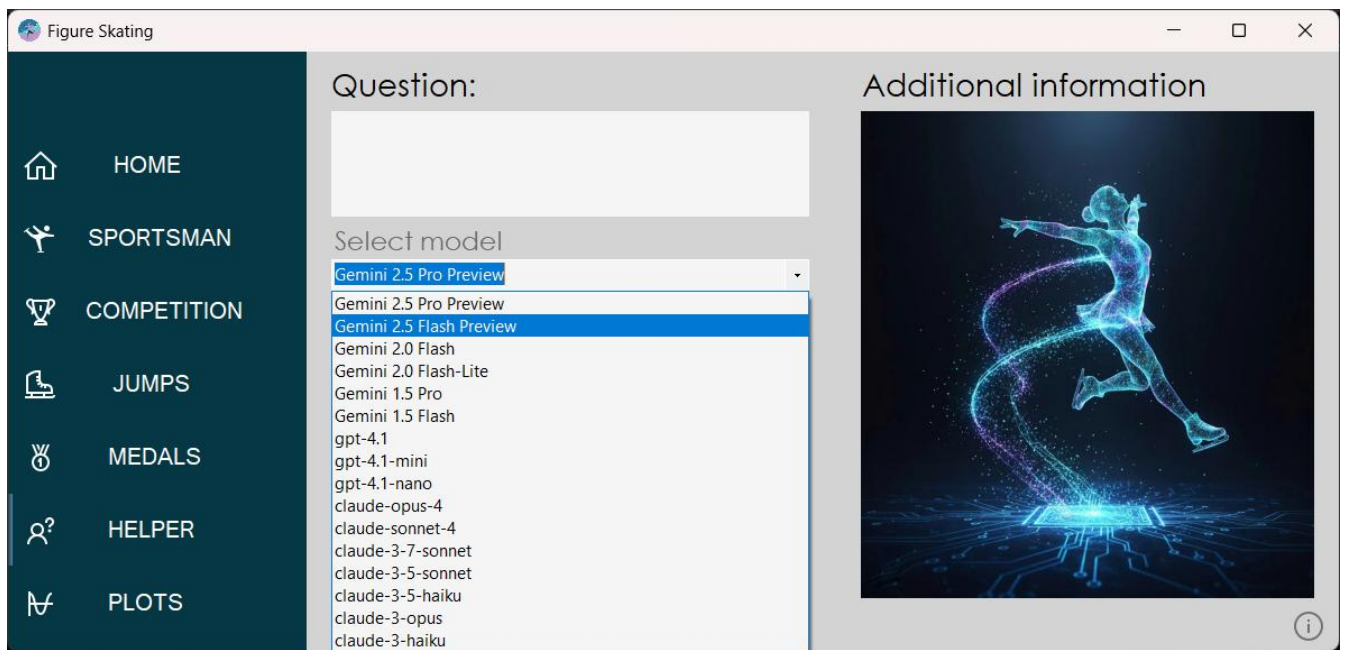 Figure Skating
HOME
SPORTSMAN
COMPETITION
JUMPS
MEDALS
HELPER
PLOTS
Question:
Select model
Gemini 2.5 Pro Preview
Gemini 2.5 Pro Preview
Gemini 2.5 Flash Preview
Gemini 2.0 Flash
Gemini 2.0 Flash-Lite
Gemini 1.5 Pro
Gemini 1.5 Flash
gpt-4.1
gpt-4.1-mini
gpt-4.1-nano
claude-opus-4
claude-sonnet-4
claude-3-7-sonnet
claude-3-5-sonnet
claude-3-5-haiku
claude-3-opus
claude-3-haiku
Additional information